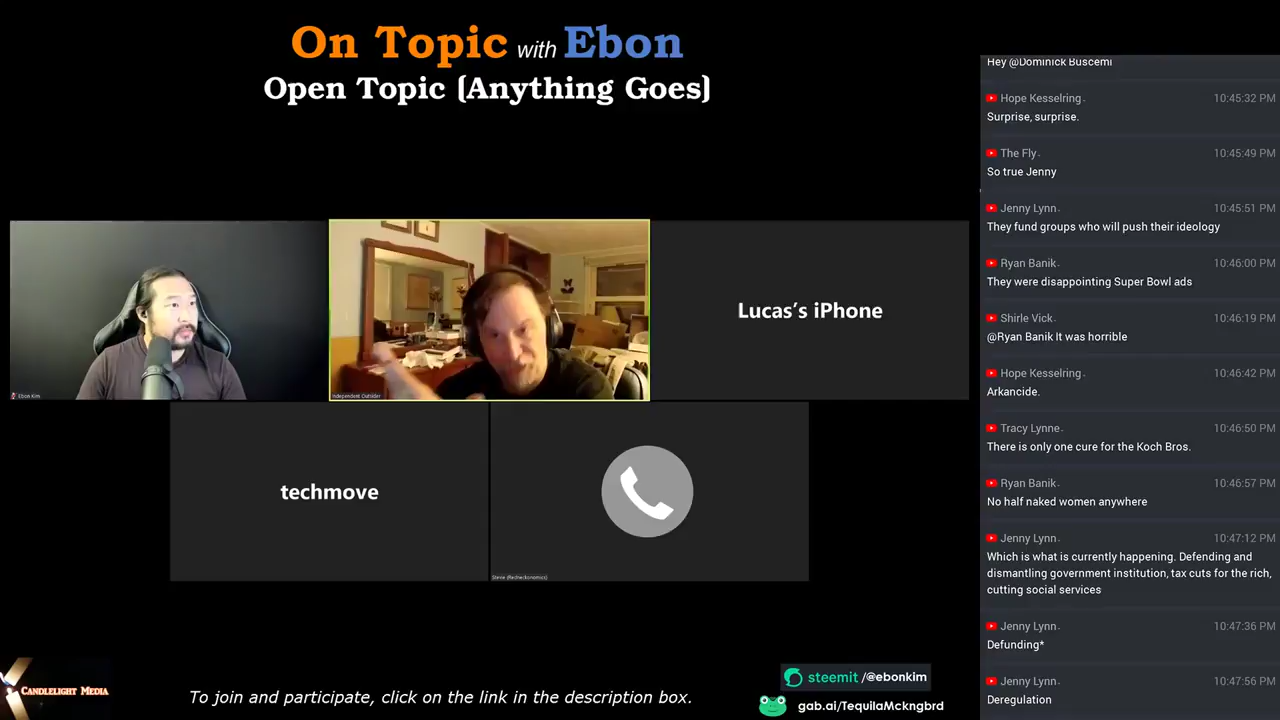 On Topic with Ebon
Open Topic (Anything Goes)
Hey @Dominick Buscemi
Hope Kesselring 10:45:32 PM
Surprise, surprise.
The Fly 10:45:49 PM
So true Jenny
Jenny Lynn 10:45:51 PM
They fund groups who will push their ideology
Ryan Banik 10:46:00 PM
They were disappointing Super Bowl ads
Shirle Vick 10:46:19 PM
@Ryan Banik It was horrible
Hope Kesselring 10:46:42 PM
Arkancide.
Tracy Lynne 10:46:50 PM
There is only one cure for the Koch Bros.
Ryan Banik 10:46:57 PM
No half naked women anywhere
Jenny Lynn 10:47:12 PM
Which is what is currently happening. Defending and
dismantling government institution, tax cuts for the rich,
cutting social services
Jenny Lynn 10:47:36 PM
Defunding*
Jenny Lynn 10:47:56 PM
Deregulation
Ebon Kim
Independent Outsider
Lucas's iPhone
techmove
Stevie (Redneckonomics)
CANDLELIGHT MEDIA
To join and participate, click on the link in the description box.
steemit /@ebonkim
gab.ai/TequilaMckngbrd